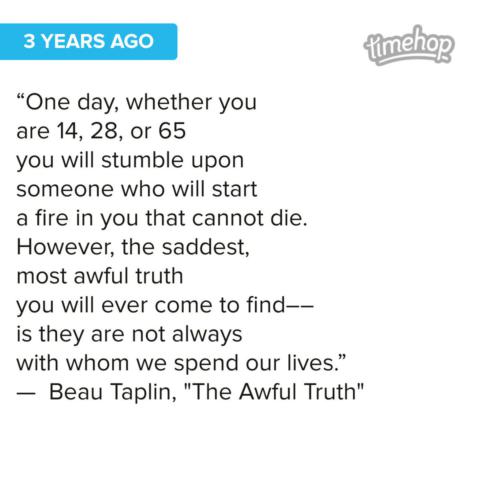 3 YEARS AGO
timehop
“One day, whether you
are 14, 28, or 65
you will stumble upon
someone who will start
a fire in you that cannot die.
However, the saddest,
most awful truth
you will ever come to find––
is they are not always
with whom we spend our lives.”
— Beau Taplin, "The Awful Truth"